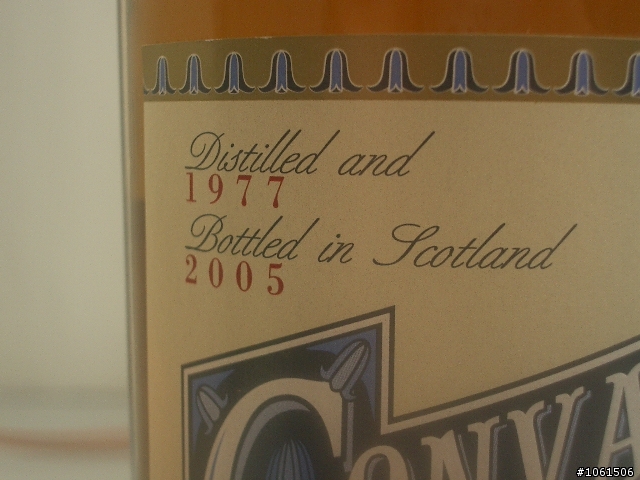 Distilled and
1977
Bottled in Scotland
2005
CONVA
#1061506